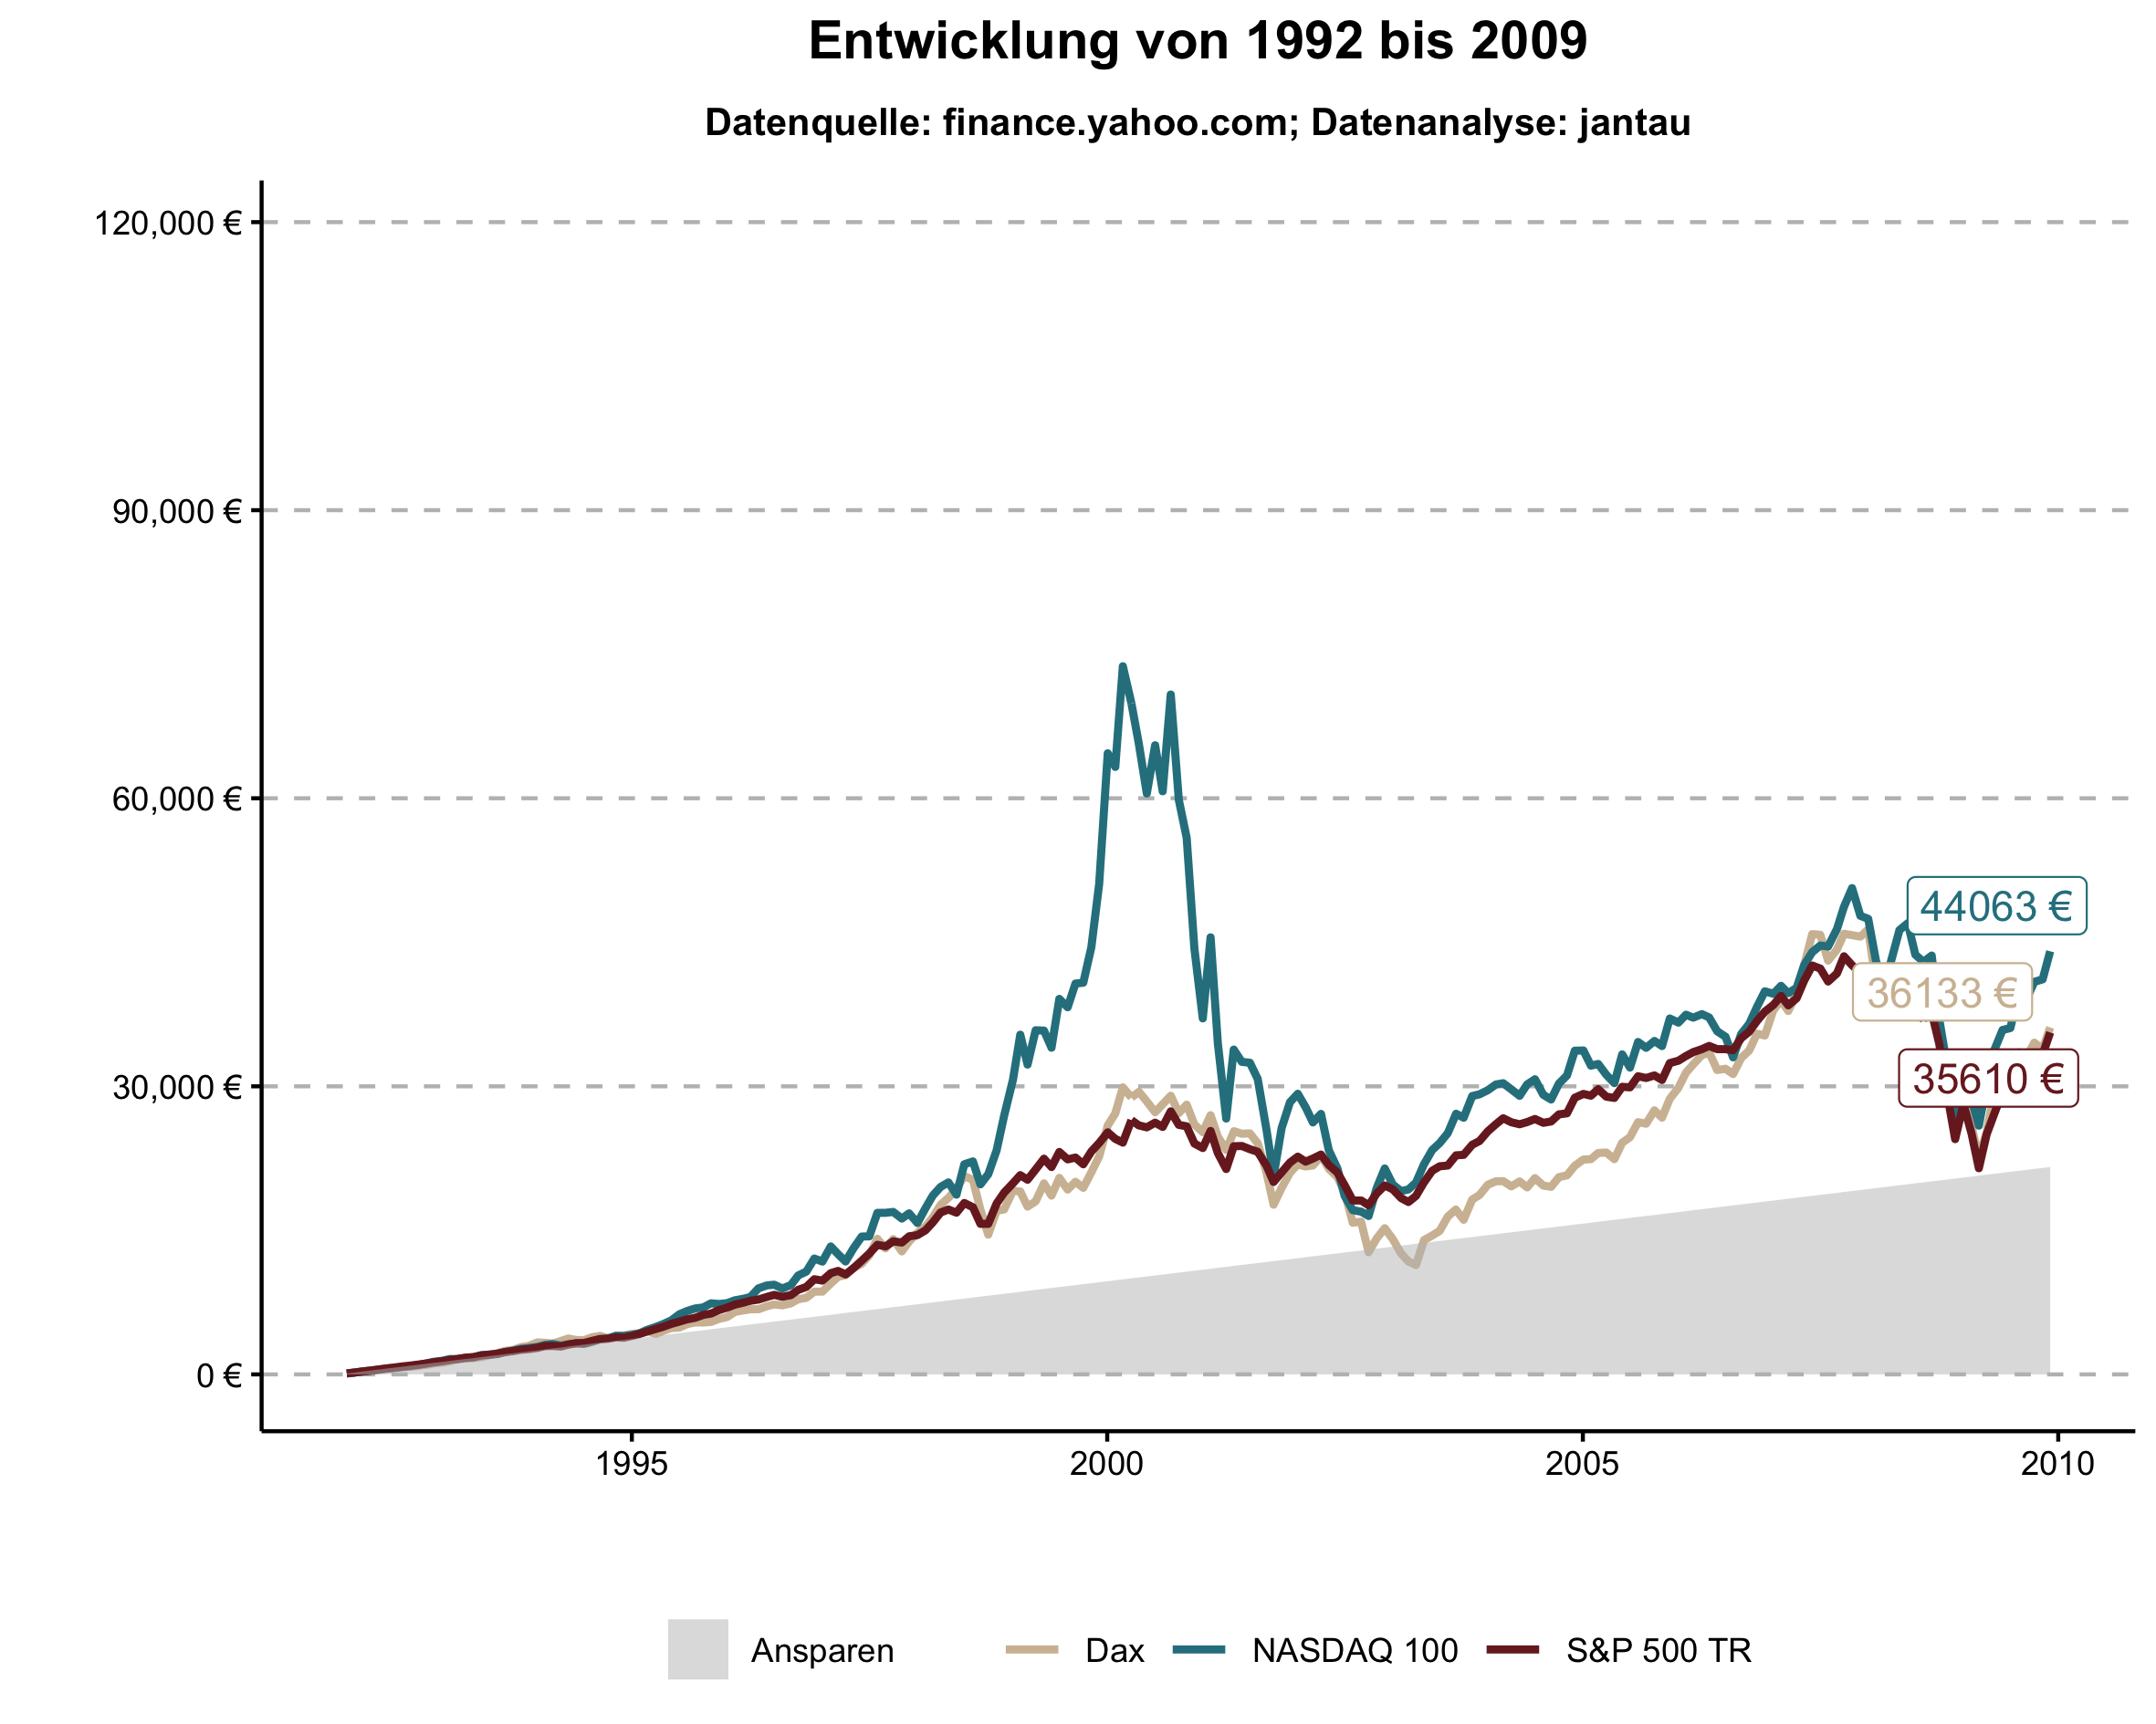 Entwicklung von 1992 bis 2009
Datenquelle: finance.yahoo.com; Datenanalyse: jantau
120,000 €
90,000 €
60,000 €
30,000 €
0 €
44063 €
36133 €
35610 €
1995 2000 2005 2010
Ansparen Dax NASDAQ 100 S&P 500 TR